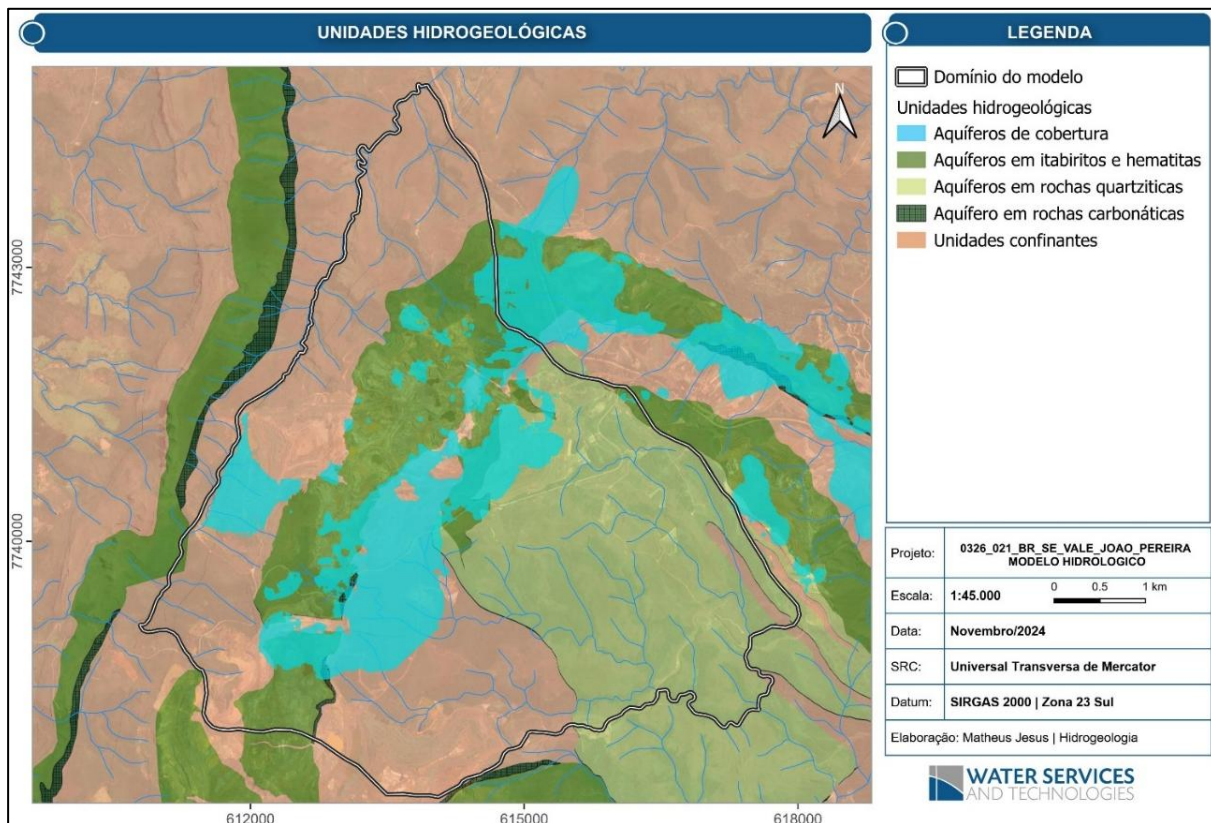 UNIDADES HIDROGEOLÓGICAS
N
7743000
7740000
612000
615000
618000
LEGENDA
Domínio do modelo
Unidades hidrogeológicas
Aquíferos de cobertura
Aquíferos em itabiritos e hematitas
Aquíferos em rochas quartziticas
Aquífero em rochas carbonáticas
Unidades confinantes
Projeto:
0326_021_BR_SE_VALE_JOAO_PEREIRA
MODELO HIDROLOGICO
Escala:
1:45.000
0 0.5 1 km
Data:
Novembro/2024
SRC:
Universal Transversa de Mercator
Datum:
SIRGAS 2000 | Zona 23 Sul
Elaboração: Matheus Jesus | Hidrogeologia
WATER SERVICES
AND TECHNOLOGIES